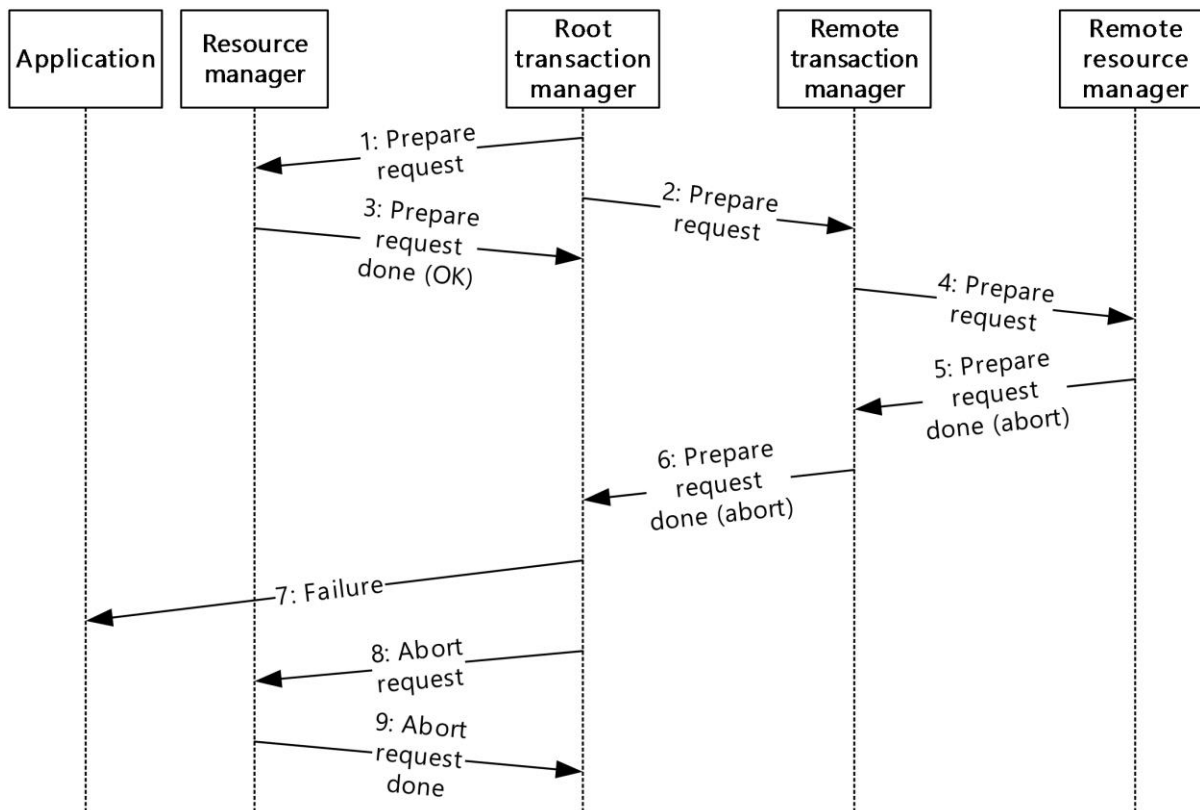 Application
Resource
manager
Root
transaction
manager
Remote
transaction
manager
Remote
resource
manager
1: Prepare
request
2: Prepare
request
3: Prepare
request
done (OK)
4: Prepare
request
5: Prepare
request
done (abort)
6: Prepare
request
done (abort)
7: Failure
8: Abort
request
9: Abort
request
done